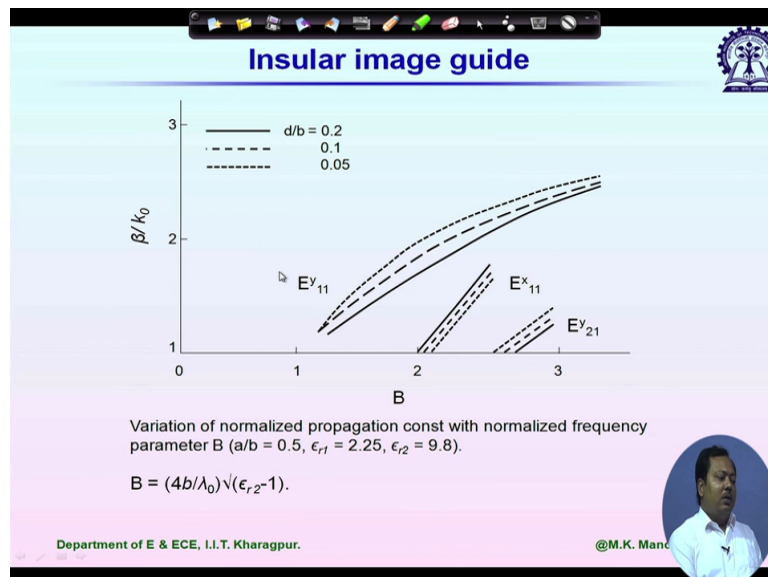 Insular image guide
3
d/b = 0.2
0.1
0.05
β/k₀
2
Eʸ₁₁
Eˣ₁₁
Eʸ₂₁
1
0
1
2
3
B
Variation of normalized propagation const with normalized frequency
parameter B (a/b = 0.5, ϵᵣ₁ = 2.25, ϵᵣ₂ = 9.8).
B = (4b/λ₀)√(ϵᵣ₂-1).
Department of E & ECE, I.I.T. Kharagpur.
@M.K. Mand